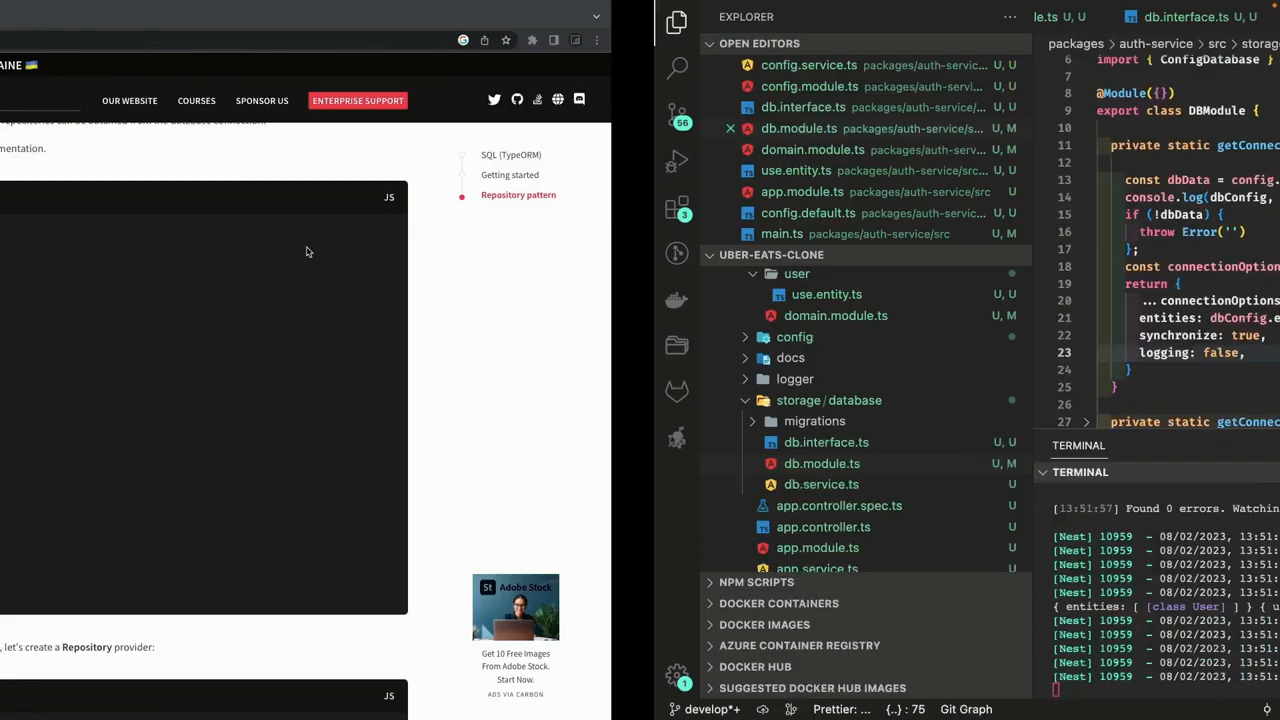 AINE 🇺🇦
OUR WEBSITE COURSES SPONSOR US ENTERPRISE SUPPORT
mentation.
JS
SQL (TypeORM)
Getting started
Repository pattern
St Adobe Stock
Get 10 Free Images
From Adobe Stock.
Start Now.
ADS VIA CARBON
, let's create a Repository provider:
JS
EXPLORER
OPEN EDITORS
config.service.ts packages/auth-service/... U, U
config.module.ts packages/auth-service/... U, U
db.interface.ts packages/auth-service/... U, U
db.module.ts packages/auth-service/s... U, M
domain.module.ts packages/auth-serv... U, M
use.entity.ts packages/auth-service/src... U, U
app.module.ts packages/auth-service/src U
config.default.ts packages/auth-service... U, U
main.ts packages/auth-service/src U
UBER-EATS-CLONE
user
use.entity.ts U, U
domain.module.ts U, M
config
docs
logger
storage/database
migrations
db.interface.ts U, U
db.module.ts U, M
db.service.ts U
app.controller.spec.ts U
app.controller.ts U
app.module.ts U
app.service.ts U
NPM SCRIPTS
DOCKER CONTAINERS
DOCKER IMAGES
AZURE CONTAINER REGISTRY
DOCKER HUB
SUGGESTED DOCKER HUB IMAGES
56
3
1
le.ts U, U db.interface.ts U, U
packages > auth-service > src > storag
6 import { ConfigDatabase }
7
8 @Module({})
9 export class DBModule {
10
11 private static getConnec
12
13 const dbData = config.
14 console.log(dbConfig,
15 if (!dbData) {
16 throw Error('')
17 };
18 const connectionOption
19 return {
20 ...connectionOptions
21 entities: dbConfig.e
22 synchronize: true,
23 logging: false,
24 }
25 }
26
27 private static getConnec
TERMINAL
TERMINAL
[13:51:57] Found 0 errors. Watchin
[Nest] 10959 - 08/02/2023, 13:51:
[Nest] 10959 - 08/02/2023, 13:51:
[Nest] 10959 - 08/02/2023, 13:51:
[Nest] 10959 - 08/02/2023, 13:51:
[Nest] 10959 - 08/02/2023, 13:51:
{ entities: [ [class User] ] } { u
[Nest] 10959 - 08/02/2023, 13:51:
[Nest] 10959 - 08/02/2023, 13:51:
[Nest] 10959 - 08/02/2023, 13:51:
[Nest] 10959 - 08/02/2023, 13:51:
[Nest] 10959 - 08/02/2023, 13:51:
develop*+ Prettier: ... {..} : 75 Git Graph